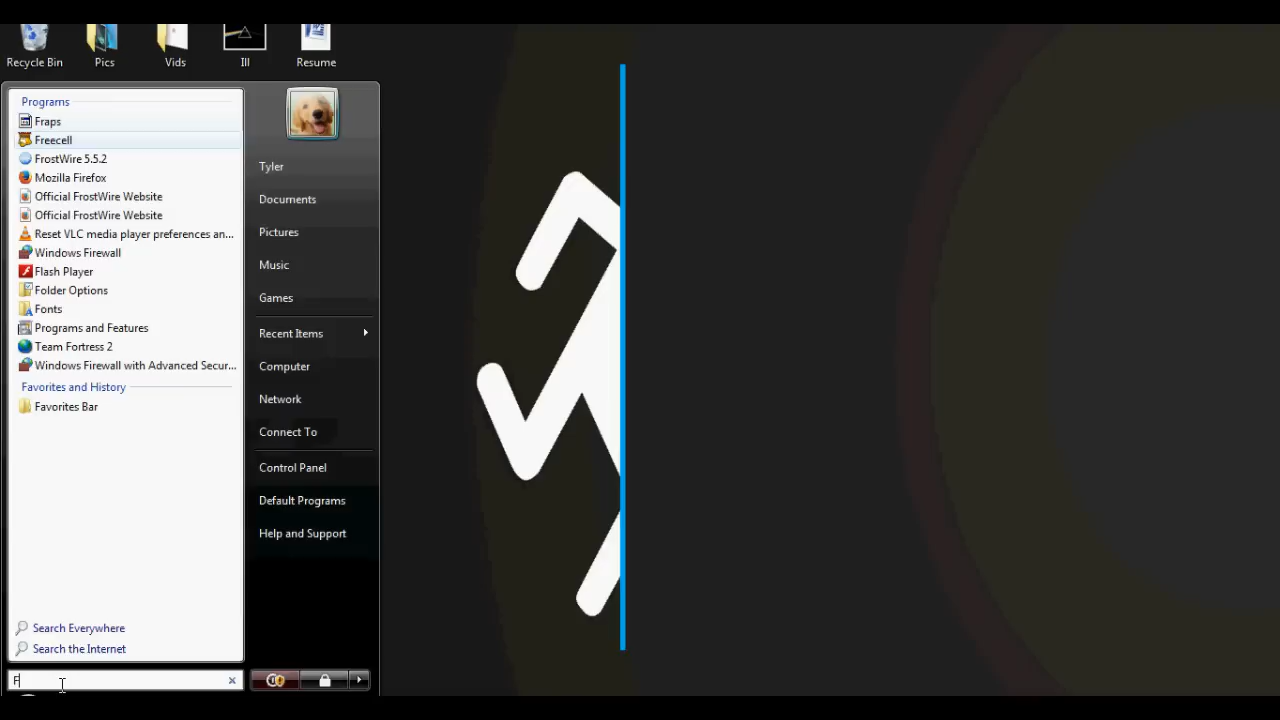 Recycle Bin
Pics
Vids
Ill
Resume
Programs
Fraps
Freecell
FrostWire 5.5.2
Mozilla Firefox
Official FrostWire Website
Official FrostWire Website
Reset VLC media player preferences an...
Windows Firewall
Flash Player
Folder Options
Fonts
Programs and Features
Team Fortress 2
Windows Firewall with Advanced Secur...
Favorites and History
Favorites Bar
Search Everywhere
Search the Internet
F
Tyler
Documents
Pictures
Music
Games
Recent Items
Computer
Network
Connect To
Control Panel
Default Programs
Help and Support